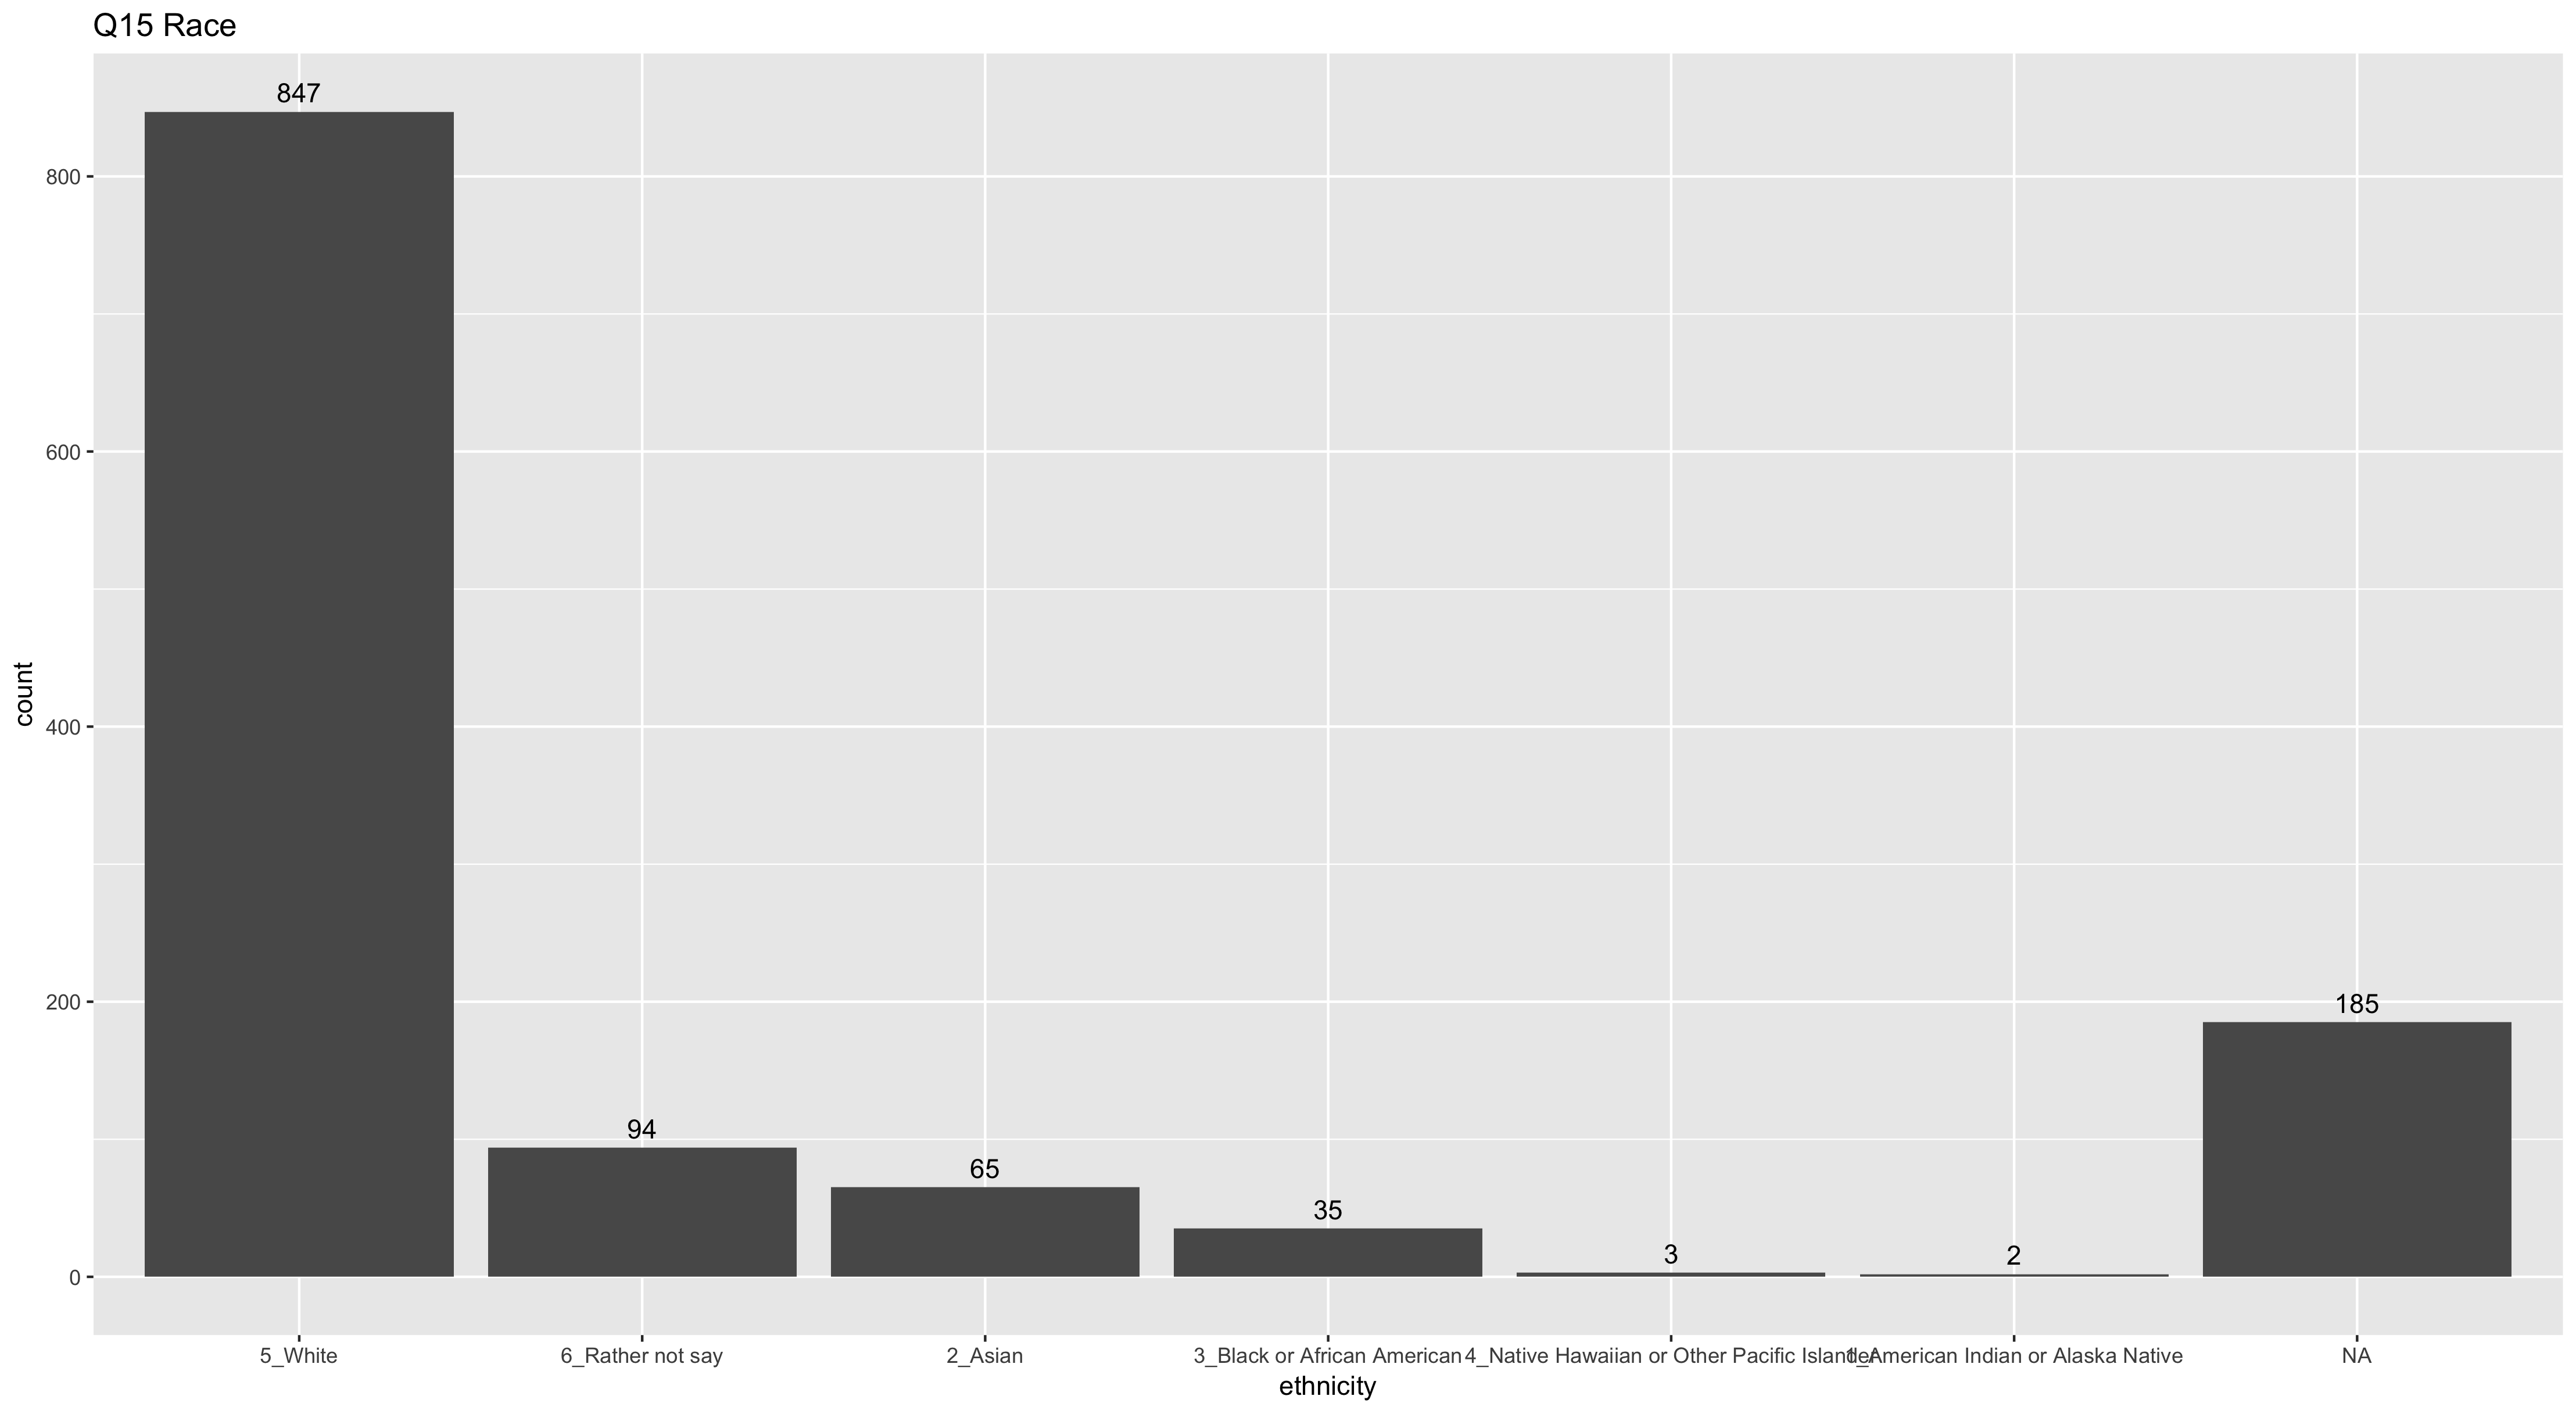 Q15 Race
847
800
600
400
200
185
94
65
35
3
2
0
5_White
6_Rather not say
2_Asian
3_Black or African American
4_Native Hawaiian or Other Pacific Islander
1_American Indian or Alaska Native
NA
ethnicity
count